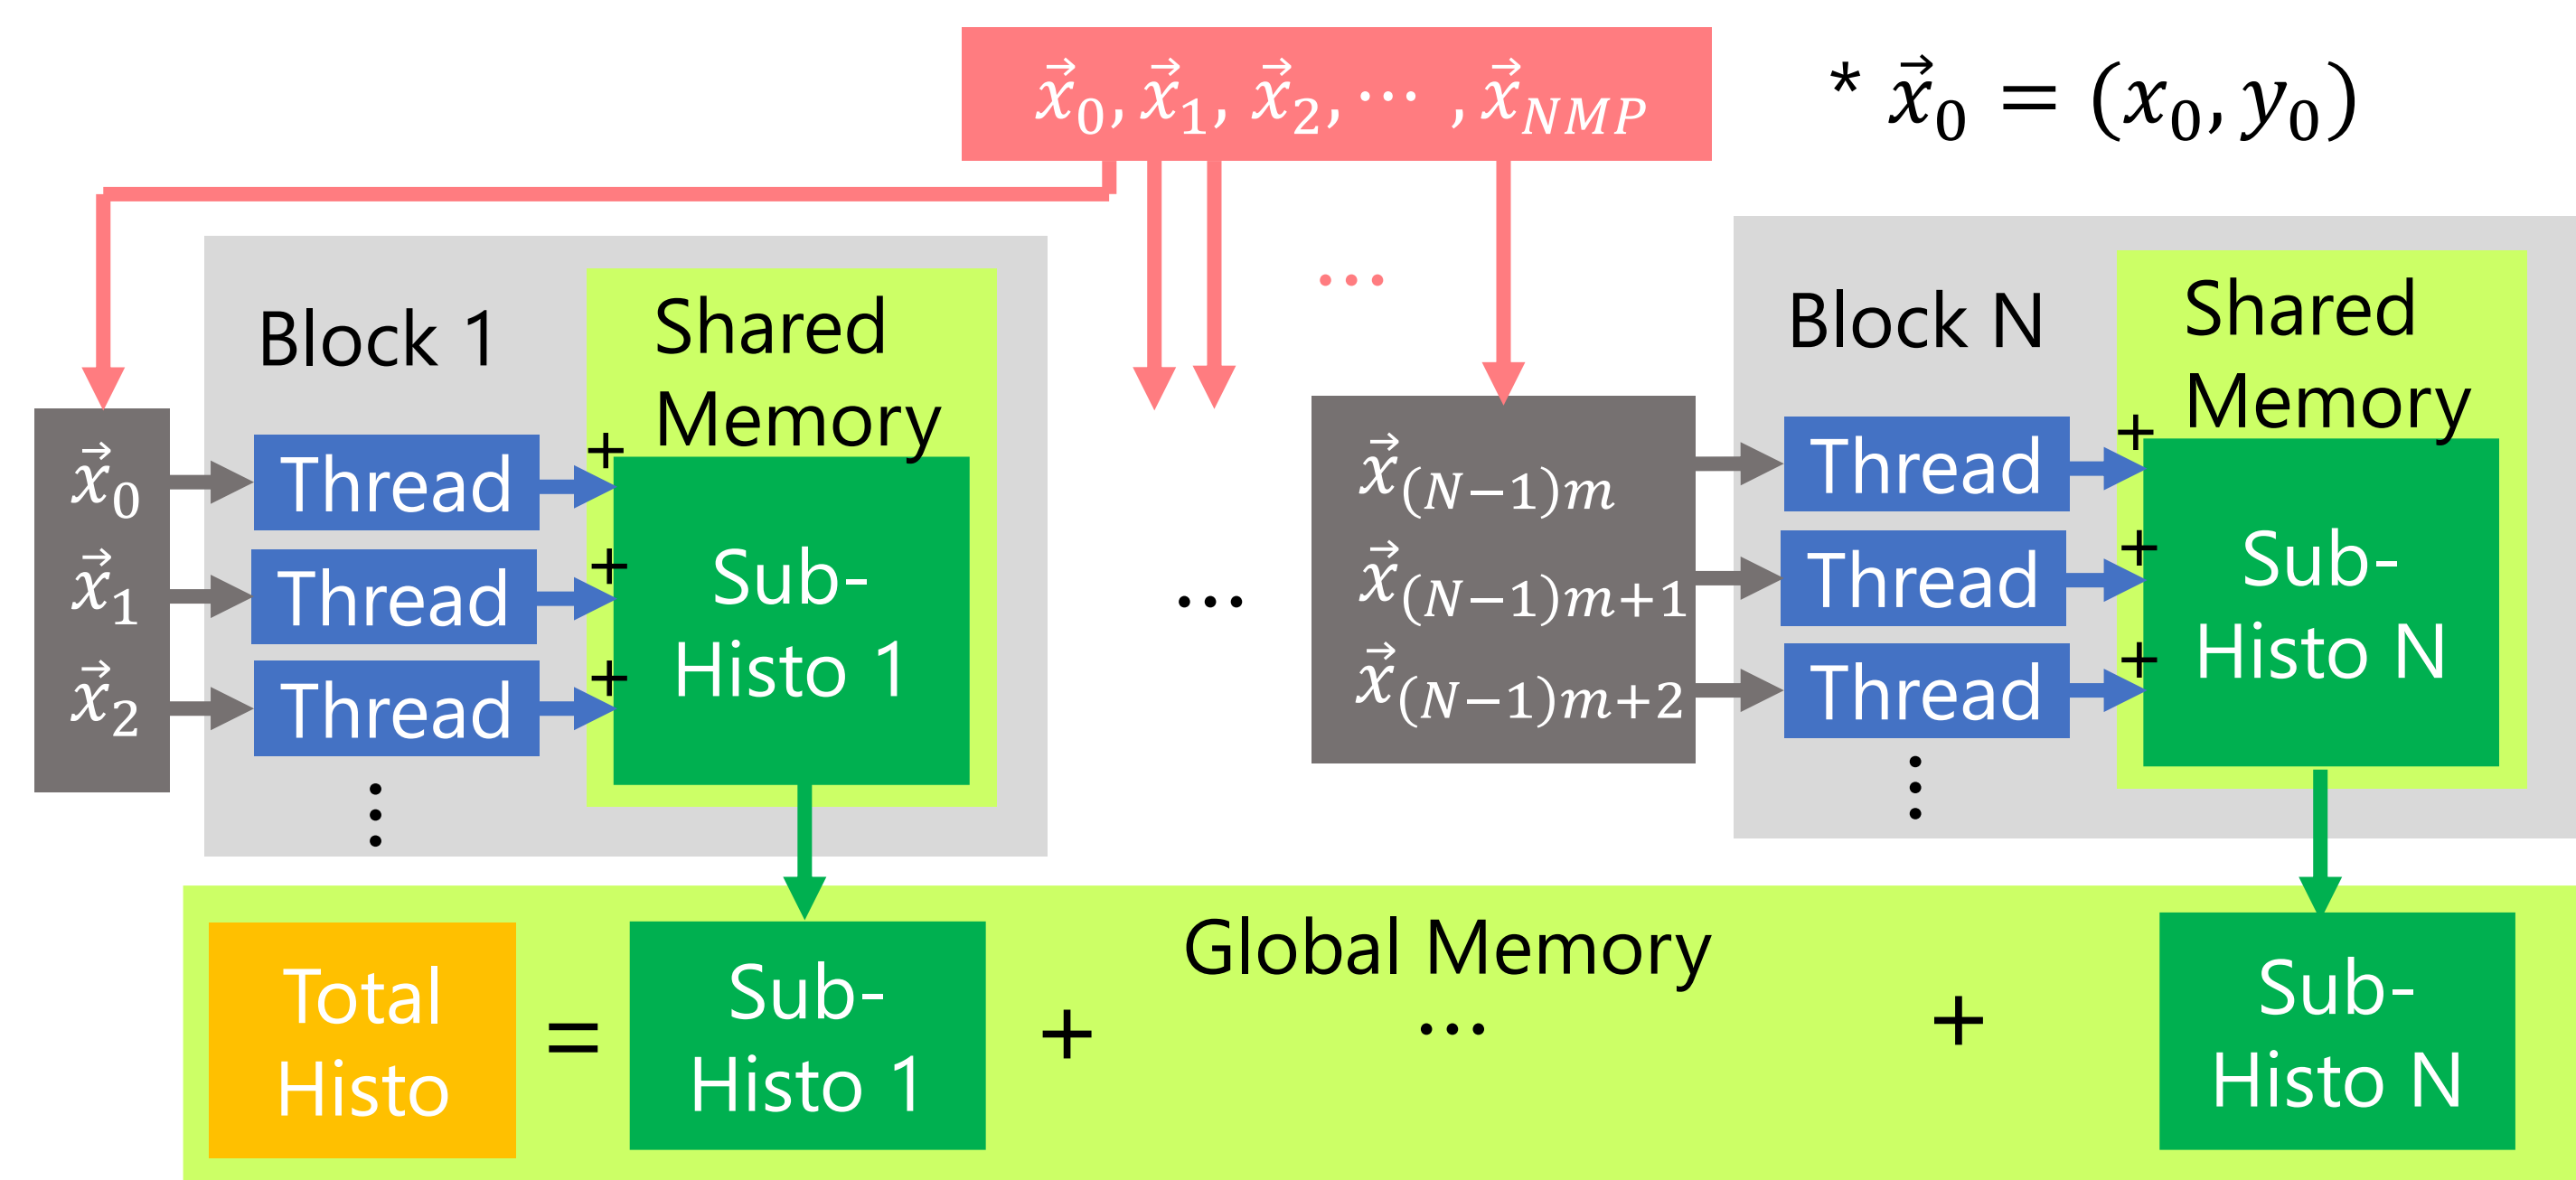 x⃗₀, x⃗₁, x⃗₂, ⋯ , x⃗_NMP
* x⃗₀ = (x₀, y₀)
⋯
Block 1
Shared
Memory
x⃗₀
x⃗₁
x⃗₂
Thread
Thread
Thread
⋮
+
+
+
Sub-
Histo 1
⋯
x⃗_(N−1)m
x⃗_(N−1)m+1
x⃗_(N−1)m+2
Block N
Shared
Memory
Thread
Thread
Thread
⋮
+
+
+
Sub-
Histo N
Global Memory
Total
Histo
=
Sub-
Histo 1
+
⋯
+
Sub-
Histo N